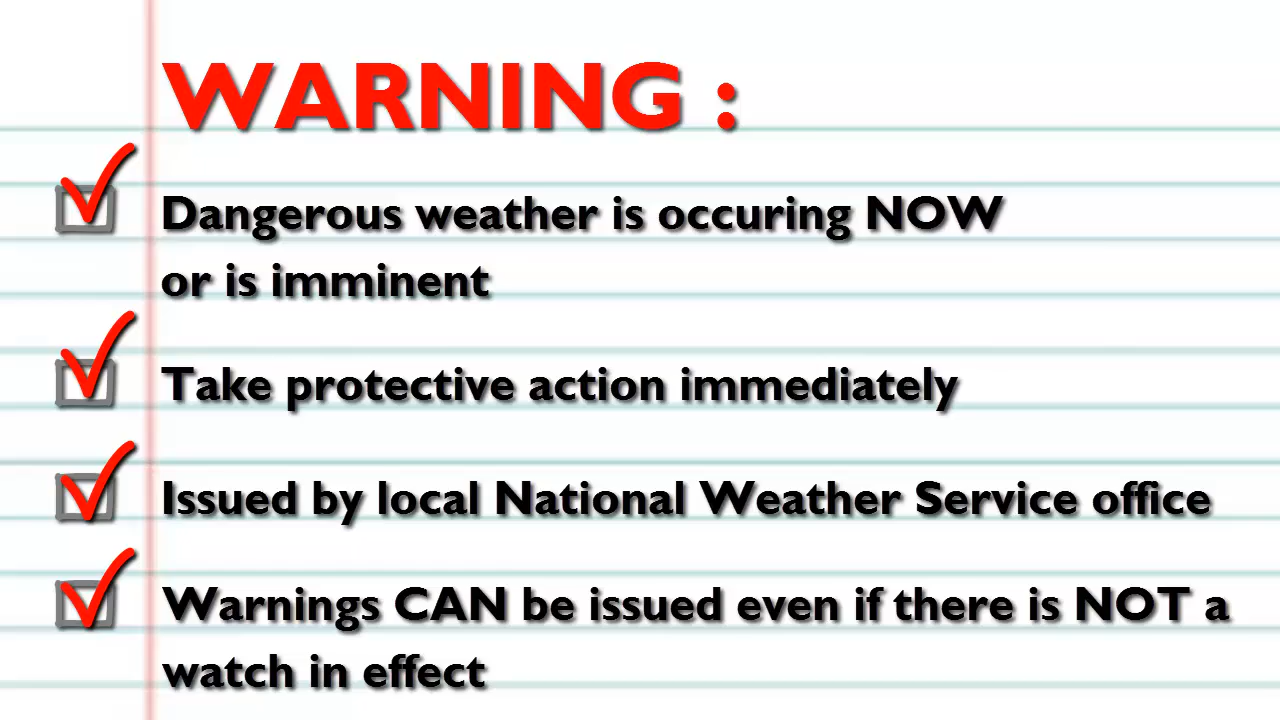 WARNING :
Dangerous weather is occuring NOW
or is imminent
Take protective action immediately
Issued by local National Weather Service office
Warnings CAN be issued even if there is NOT a
watch in effect